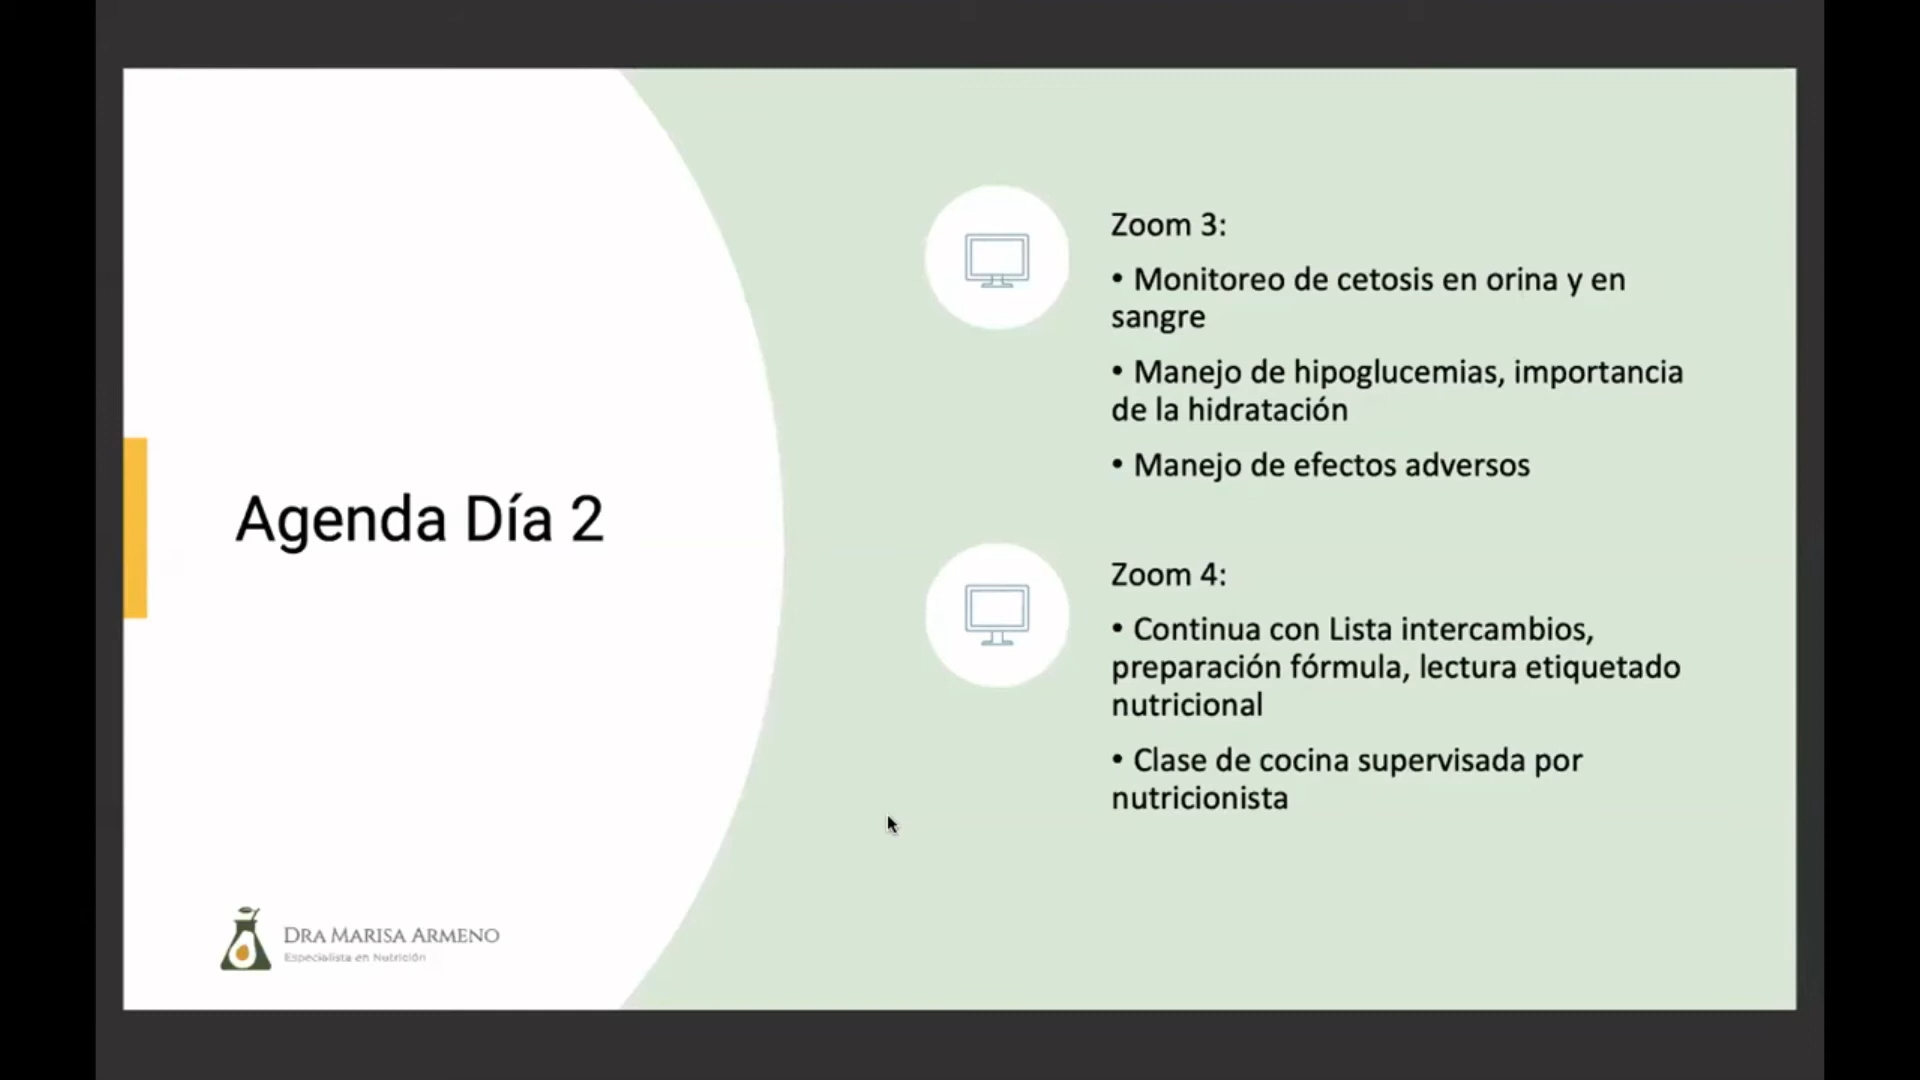 Agenda Día 2
Zoom 3:
• Monitoreo de cetosis en orina y en
sangre
• Manejo de hipoglucemias, importancia
de la hidratación
• Manejo de efectos adversos
Zoom 4:
• Continua con Lista intercambios,
preparación fórmula, lectura etiquetado
nutricional
• Clase de cocina supervisada por
nutricionista
DRA MARISA ARMENO
Especialista en Nutrición